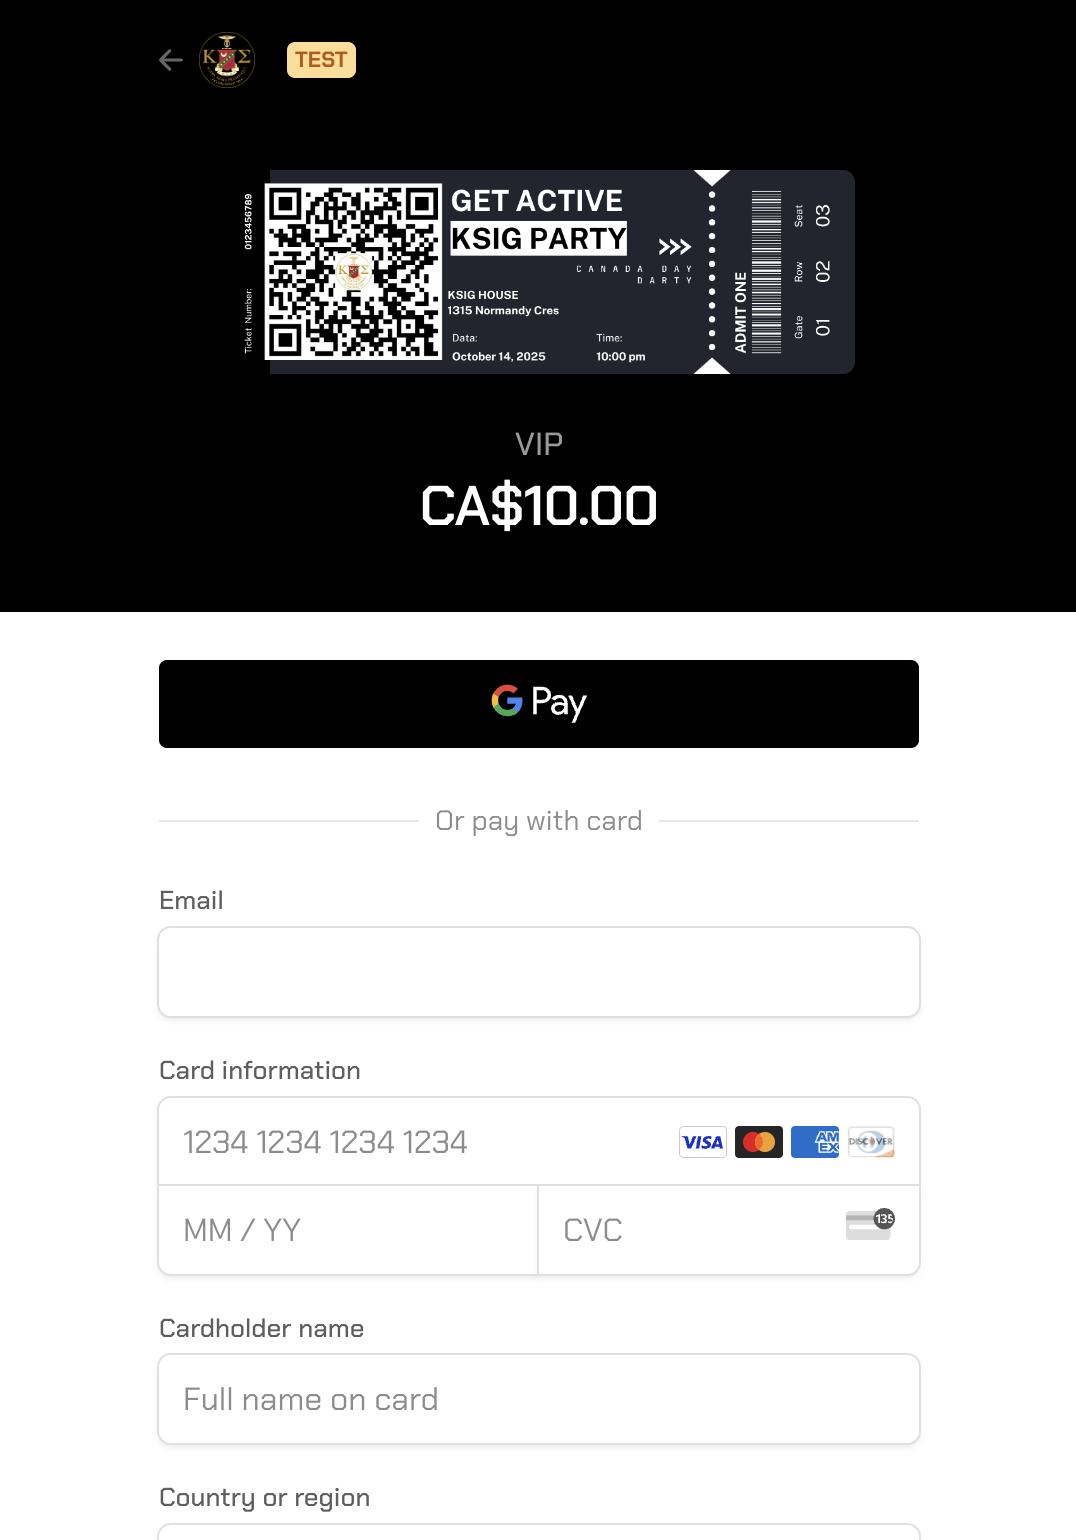 ΚΨΣ
TEST
Ticket Number:
0123456789
ΚΨΣ
GET ACTIVE
KSIG PARTY
CANADA DAY
DARTY
KSIG HOUSE
1315 Normandy Cres
Data:
Time:
October 14, 2025
10:00 pm
ADMIT ONE
Gate
01
Row
02
Seat
03
VIP
CA$10.00
G Pay
Or pay with card
Email
Card information
1234 1234 1234 1234
VISA
AMEX
DISCOVER
MM / YY
CVC
135
Cardholder name
Full name on card
Country or region